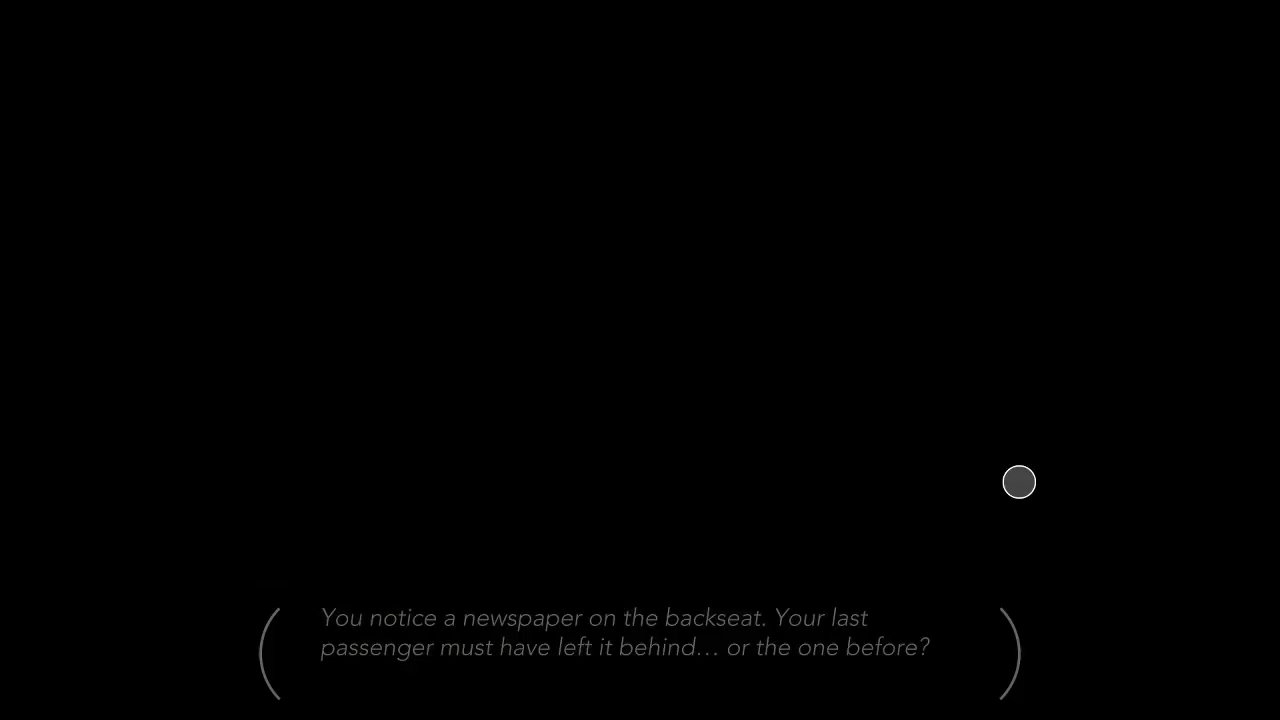 You notice a newspaper on the backseat. Your last
passenger must have left it behind... or the one before?